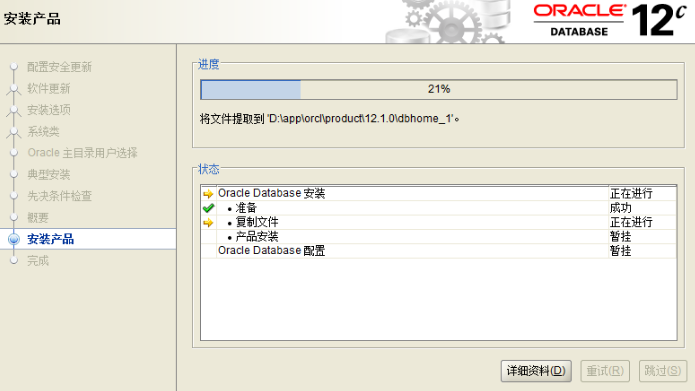 安装产品
ORACLE
DATABASE
12c
配置安全更新
软件更新
安装选项
系统类
Oracle 主目录用户选择
典型安装
先决条件检查
概要
安装产品
完成
进度
21%
将文件提取到 'D:\app\orcl\product\12.1.0\dbhome_1'。
状态
Oracle Database 安装 正在进行
• 准备 成功
• 复制文件 正在进行
• 产品安装 暂挂
Oracle Database 配置 暂挂
详细资料(D) 重试(R) 跳过(S)